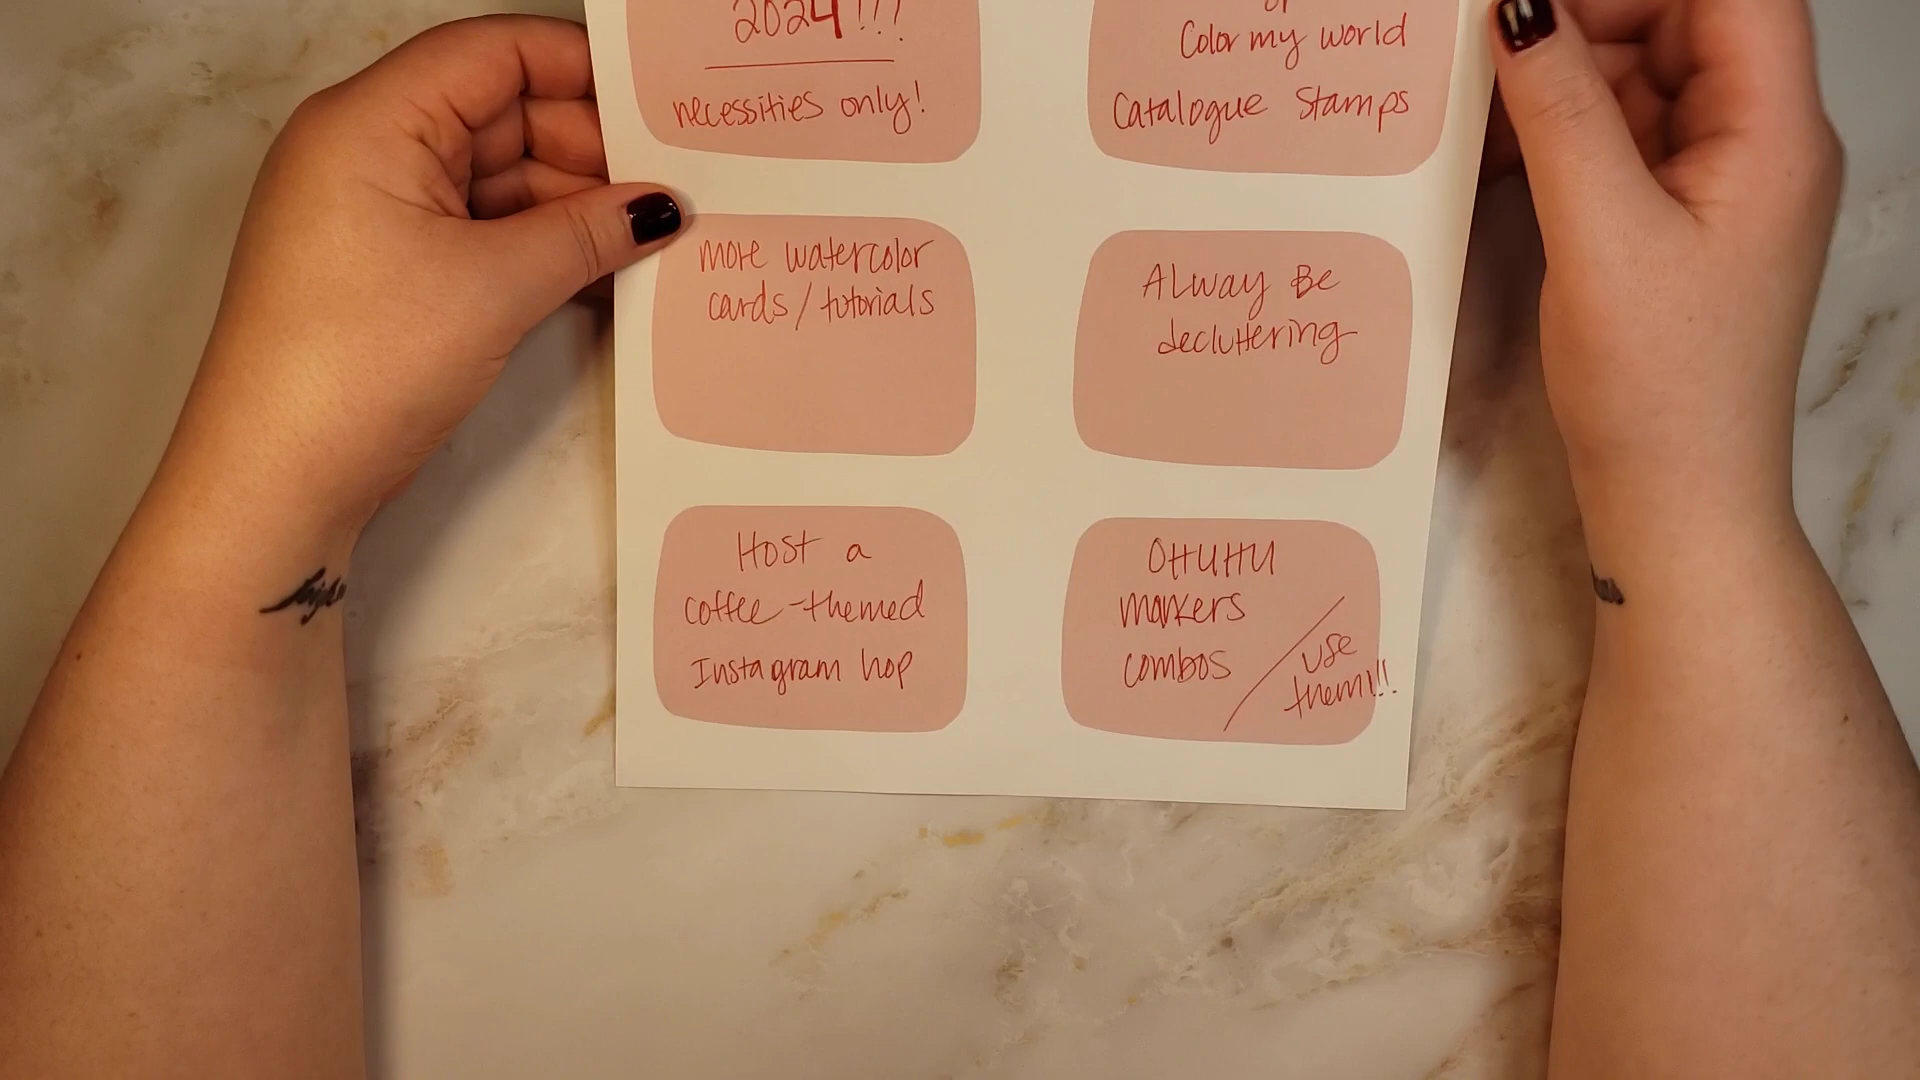 2024!!!
necessities only!
Color my world
Catalogue Stamps
more watercolor
cards/tutorials
Alway Be
decluttering
Host a
coffee-themed
Instagram hop
OHUHU
markers
combos / use
them!!!